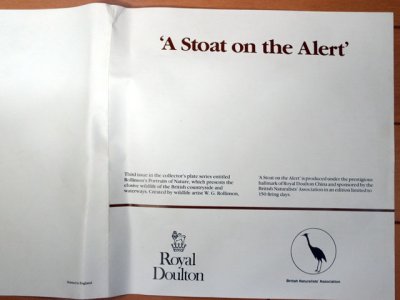 'A Stoat on the Alert'
Third issue in the collector's plate series entitled
Rollinson's Portraits of Nature, which presents the
elusive wildlife of the British countryside and
waterways. Created by wildlife artist W. G. Rollinson.
'A Stoat on the Alert' is produced under the prestigious
hallmark of Royal Doulton China and sponsored by the
British Naturalists' Association in an edition limited to
150 firing days.
Royal
Doulton
British Naturalists' Association
Printed in England